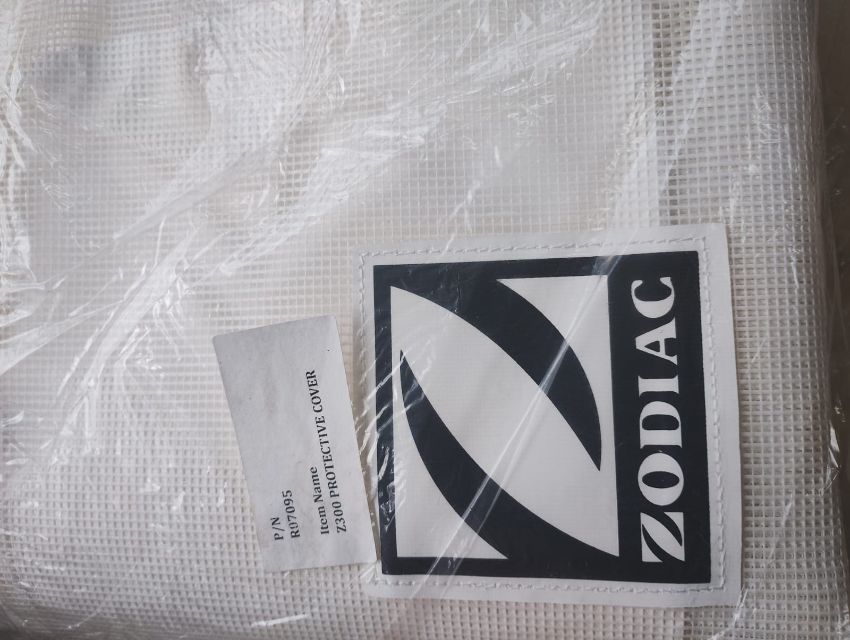 P/N
R07095
Item Name
Z300 PROTECTIVE COVER
ZODIAC